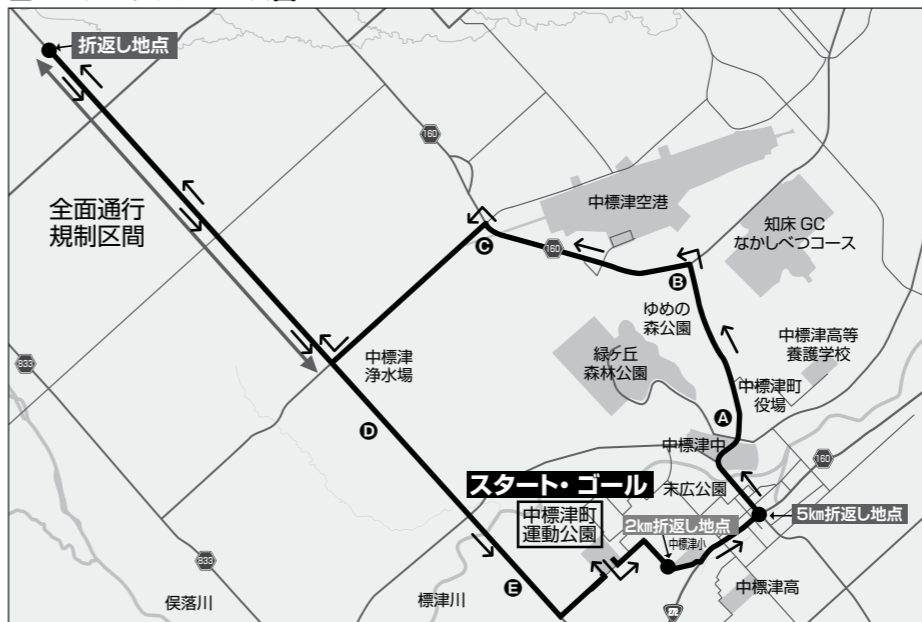 折返し地点
160
全面通行
規制区間
中標津空港
知床 GC
なかしべつコース
C
160
B
ゆめの
森公園
中標津高等
養護学校
緑ケ丘
森林公園
中標津
浄水場
833
中標津町
役場
A
D
中標津中
160
スタート・ゴール
末広公園
中標津町
運動公園
2km折返し地点
5km折返し地点
中標津小
833
E
中標津高
俣落川
標津川